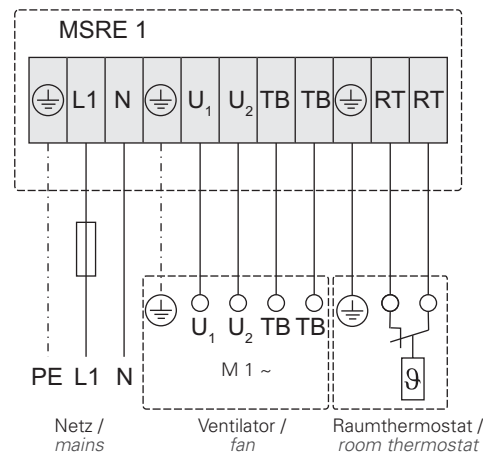 MSRE 1
L1 N U₁ U₂ TB TB RT RT
U₁ U₂ TB TB
M 1 ~
ϑ
PE L1 N
Netz / Ventilator / Raumthermostat /
mains fan room thermostat